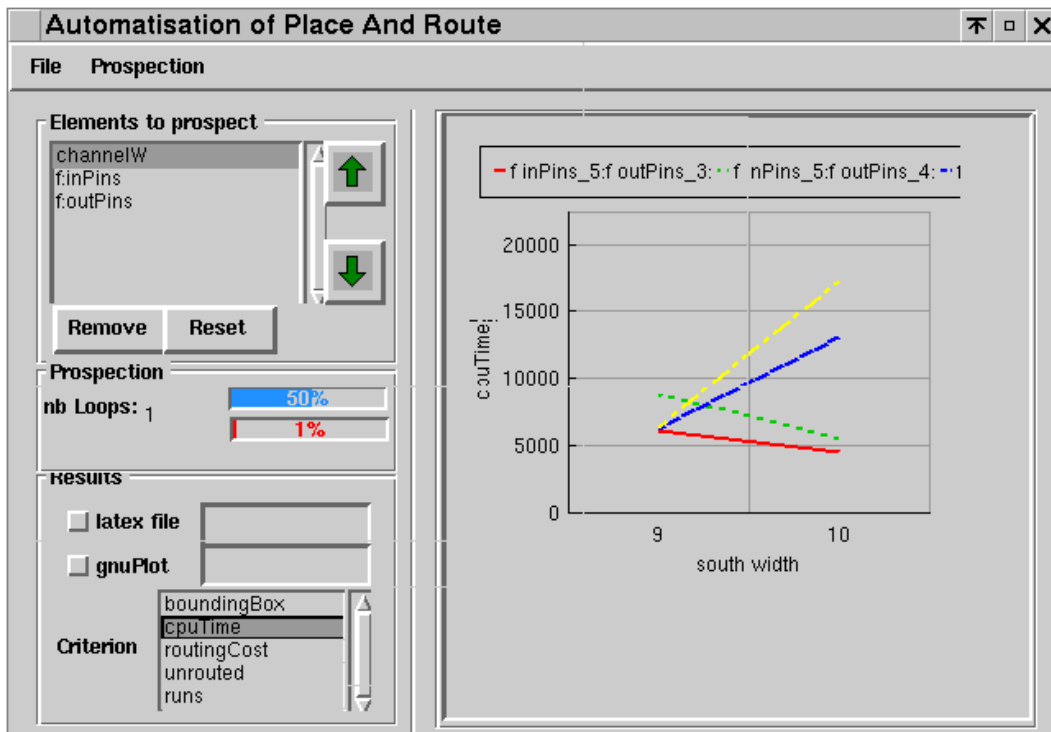 Automatisation of Place And Route
File Prospection
Elements to prospect
channelW
f:inPins
f:outPins
Remove Reset
Prospection
nb Loops: 1
50%
1%
Results
latex file
gnuPlot
Criterion
boundingBox
cpuTime
routingCost
unrouted
runs
f inPins_5:f outPins_3: f nPins_5:f outPins_4: f
20000
15000
10000
5000
0
cpuTime
9 10
south width